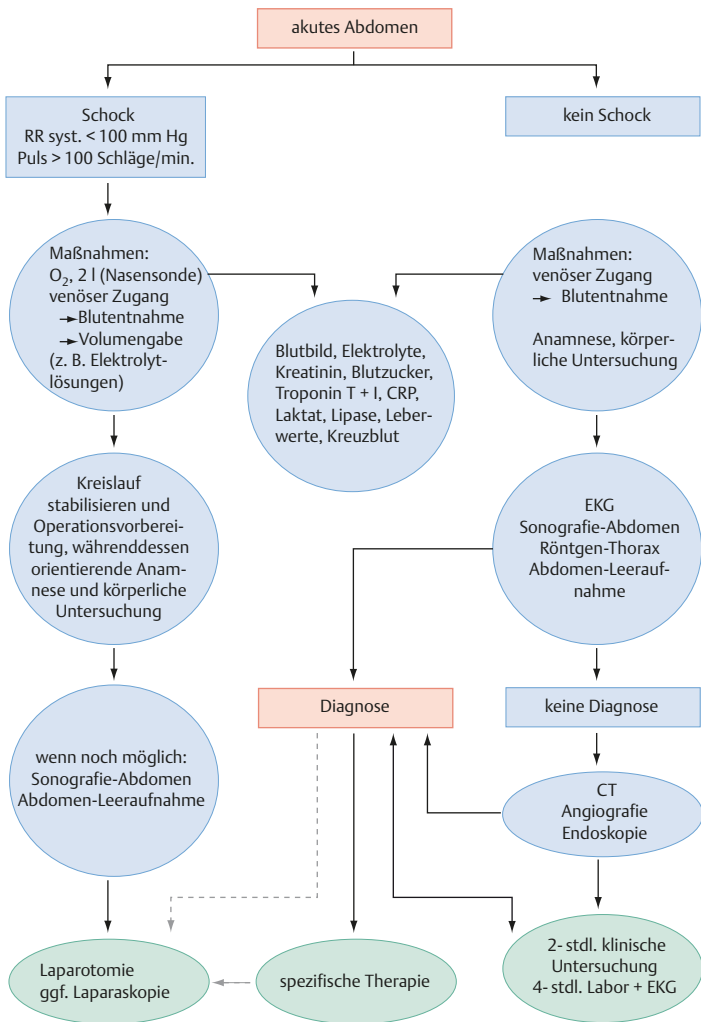 akutes Abdomen
Schock
RR syst. < 100 mm Hg
Puls > 100 Schläge/min.
kein Schock
Maßnahmen:
O₂, 2 l (Nasensonde)
venöser Zugang
→Blutentnahme
→Volumengabe
(z. B. Elektrolyt-
lösungen)
Blutbild, Elektrolyte,
Kreatinin, Blutzucker,
Troponin T + I, CRP,
Laktat, Lipase, Leber-
werte, Kreuzblut
Maßnahmen:
venöser Zugang
→ Blutentnahme
Anamnese, körper-
liche Untersuchung
Kreislauf
stabilisieren und
Operationsvorberei-
tung, währenddessen
orientierende Anam-
nese und körperliche
Untersuchung
EKG
Sonografie-Abdomen
Röntgen-Thorax
Abdomen-Leerauf-
nahme
Diagnose
keine Diagnose
wenn noch möglich:
Sonografie-Abdomen
Abdomen-Leeraufnahme
CT
Angiografie
Endoskopie
Laparotomie
ggf. Laparaskopie
spezifische Therapie
2- stdl. klinische
Untersuchung
4- stdl. Labor + EKG